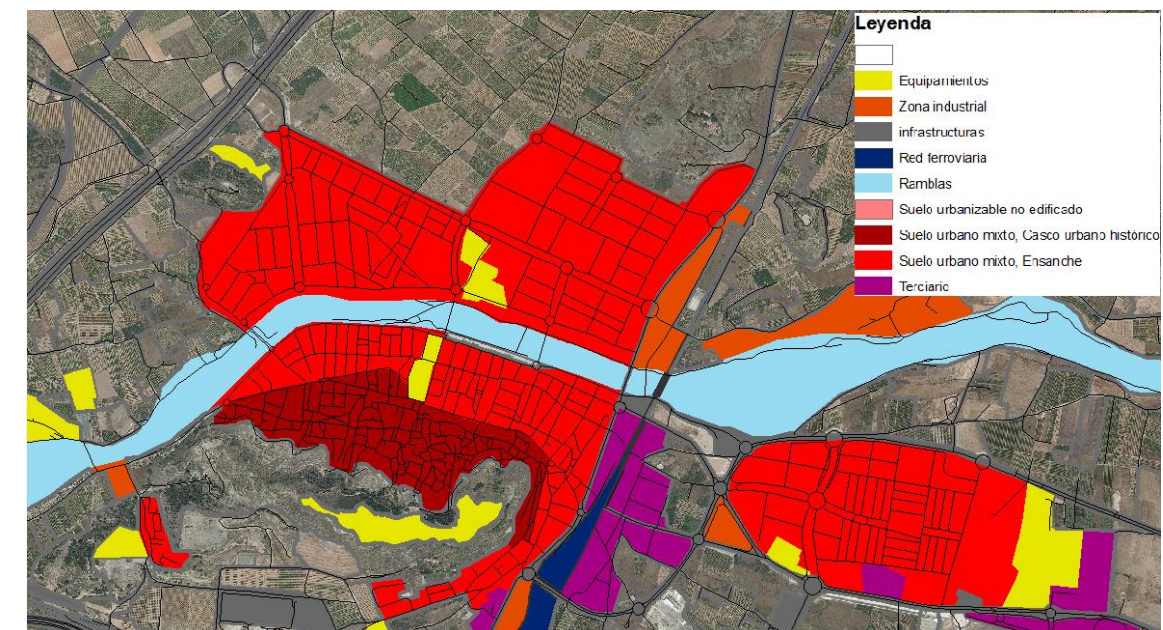 Leyenda
Equipamientos
Zona industrial
infrastructuras
Red ferroviaria
Ramblas
Suelo urbanizable no edificado
Suelo urbano mixto, Casco urbano histórico
Suelo urbano mixto, Ensanche
Terciario